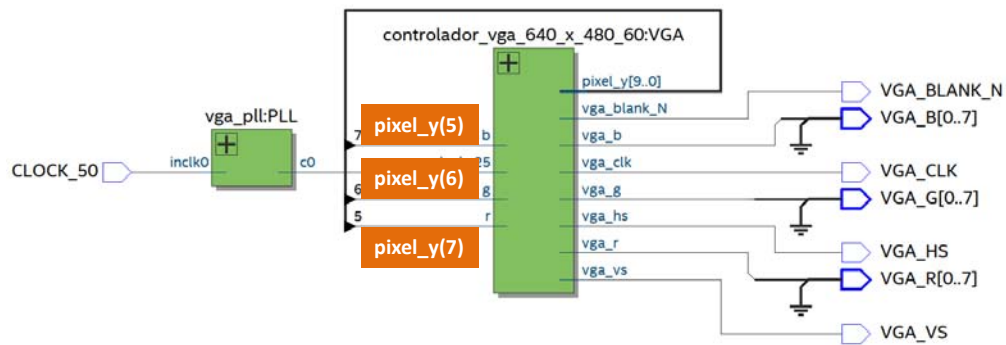 controlador_vga_640_x_480_60:VGA
pixel_y[9..0]
vga_blank_N
vga_b
vga_clk
vga_g
vga_hs
vga_r
vga_vs
vga_pll:PLL
inclk0
c0
CLOCK_50
7
pixel_y(5)
b
pixel_y(6)
25
6
g
5
r
pixel_y(7)
VGA_BLANK_N
VGA_B[0..7]
VGA_CLK
VGA_G[0..7]
VGA_HS
VGA_R[0..7]
VGA_VS